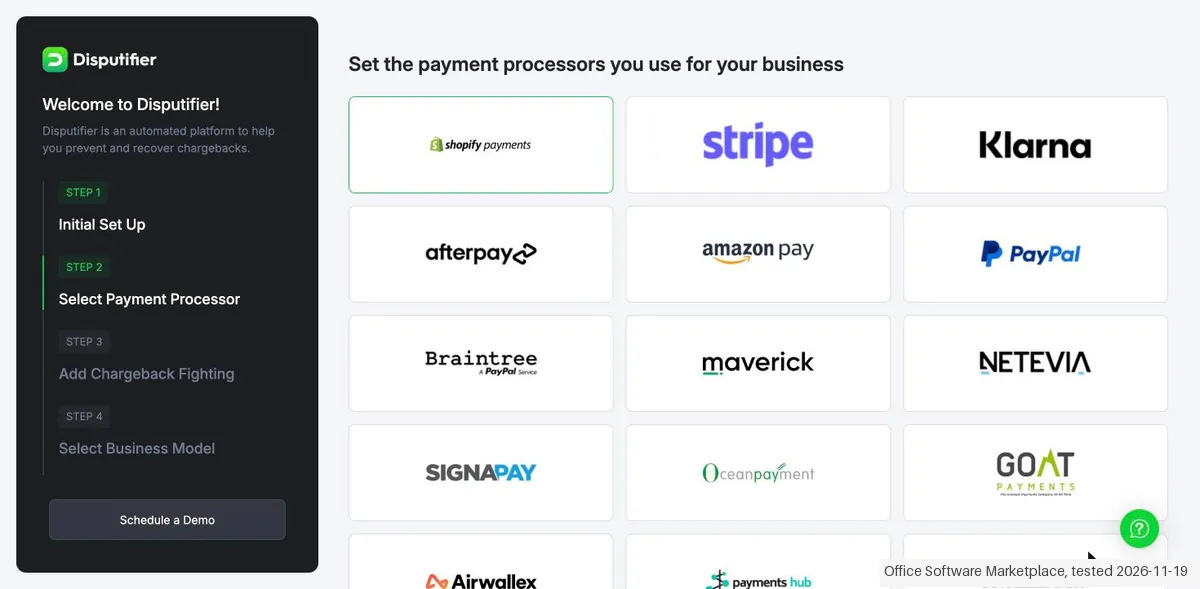 Disputifier
Welcome to Disputifier!
Disputifier is an automated platform to help
you prevent and recover chargebacks.
STEP 1
Initial Set Up
STEP 2
Select Payment Processor
STEP 3
Add Chargeback Fighting
STEP 4
Select Business Model
Schedule a Demo
Set the payment processors you use for your business
shopify payments
stripe
Klarna
afterpay
amazon pay
PayPal
Braintree
A PayPal Service
maverick
NETEVIA
SIGNAPAY
Oceanpayment
GOAT
PAYMENTS
Airwallex
payments hub
Office Software Marketplace, tested 2026-11-19